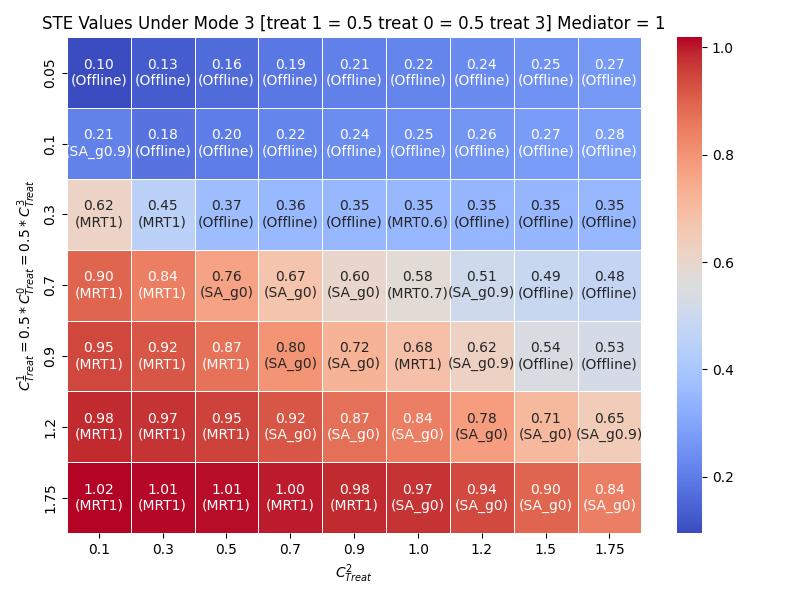 STE Values Under Mode 3 [treat 1 = 0.5 treat 0 = 0.5 treat 3] Mediator = 1
0.05 0.10 0.13 0.16 0.19 0.21 0.22 0.24 0.25 0.27
(Offline) (Offline) (Offline) (Offline) (Offline) (Offline) (Offline) (Offline) (Offline)
0.1 0.21 0.18 0.20 0.22 0.24 0.25 0.26 0.27 0.28
(SA_g0.9) (Offline) (Offline) (Offline) (Offline) (Offline) (Offline) (Offline) (Offline)
0.3 0.62 0.45 0.37 0.36 0.35 0.35 0.35 0.35 0.35
(MRT1) (MRT1) (Offline) (Offline) (Offline) (MRT0.6) (Offline) (Offline) (Offline)
0.7 0.90 0.84 0.76 0.67 0.60 0.58 0.51 0.49 0.48
(MRT1) (MRT1) (SA_g0) (SA_g0) (SA_g0) (MRT0.7) (SA_g0.9) (Offline) (Offline)
0.9 0.95 0.92 0.87 0.80 0.72 0.68 0.62 0.54 0.53
(MRT1) (MRT1) (MRT1) (SA_g0) (SA_g0) (MRT1) (SA_g0.9) (Offline) (Offline)
1.2 0.98 0.97 0.95 0.92 0.87 0.84 0.78 0.71 0.65
(MRT1) (MRT1) (MRT1) (SA_g0) (SA_g0) (SA_g0) (SA_g0) (SA_g0) (SA_g0.9)
1.75 1.02 1.01 1.01 1.00 0.98 0.97 0.94 0.90 0.84
(MRT1) (MRT1) (MRT1) (MRT1) (MRT1) (SA_g0) (SA_g0) (SA_g0) (SA_g0)
0.1 0.3 0.5 0.7 0.9 1.0 1.2 1.5 1.75
C²_Treat
C¹_Treat = 0.5 * C⁰_Treat = 0.5 * C³_Treat
1.0
0.8
0.6
0.4
0.2